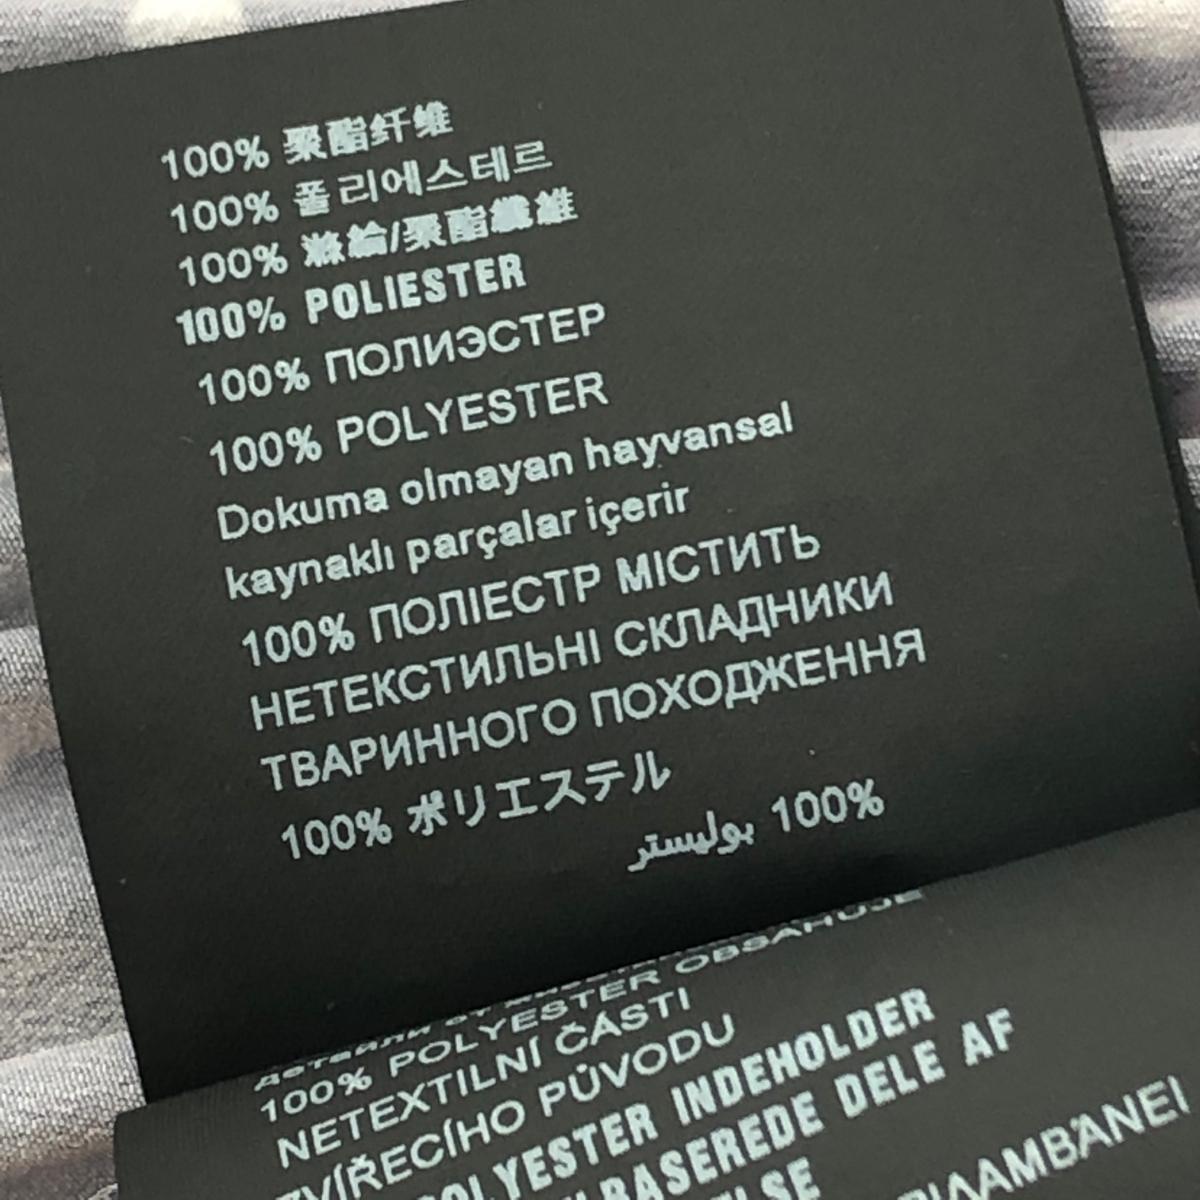 100% 聚酯纤维
100% 폴리에스테르
100% 滌綸/聚酯纖維
100% POLIESTER
100% ПОЛИЭСТЕР
100% POLYESTER
Dokuma olmayan hayvansal
kaynaklı parçalar içerir
100% ПОЛІЕСТР МІСТИТЬ
НЕТЕКСТИЛЬНІ СКЛАДНИКИ
ТВАРИННОГО ПОХОДЖЕННЯ
100% ポリエステル
بوليستر 100%
100% POLYESTER OBSAHUJE
NETEXTILNÍ ČÁSTI
ŽIVOČIŠNÉHO PŮVODU
POLYESTER INDEHOLDER
DELE AF